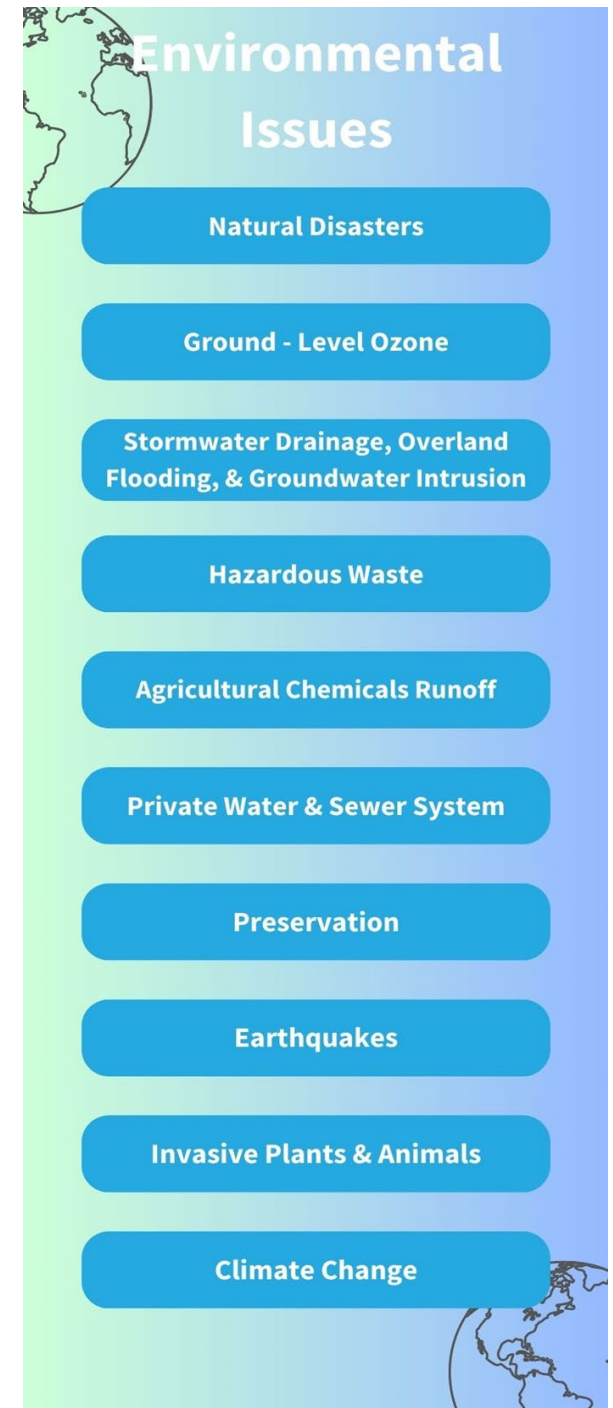 Environmental
Issues
Natural Disasters
Ground - Level Ozone
Stormwater Drainage, Overland
Flooding, & Groundwater Intrusion
Hazardous Waste
Agricultural Chemicals Runoff
Private Water & Sewer System
Preservation
Earthquakes
Invasive Plants & Animals
Climate Change